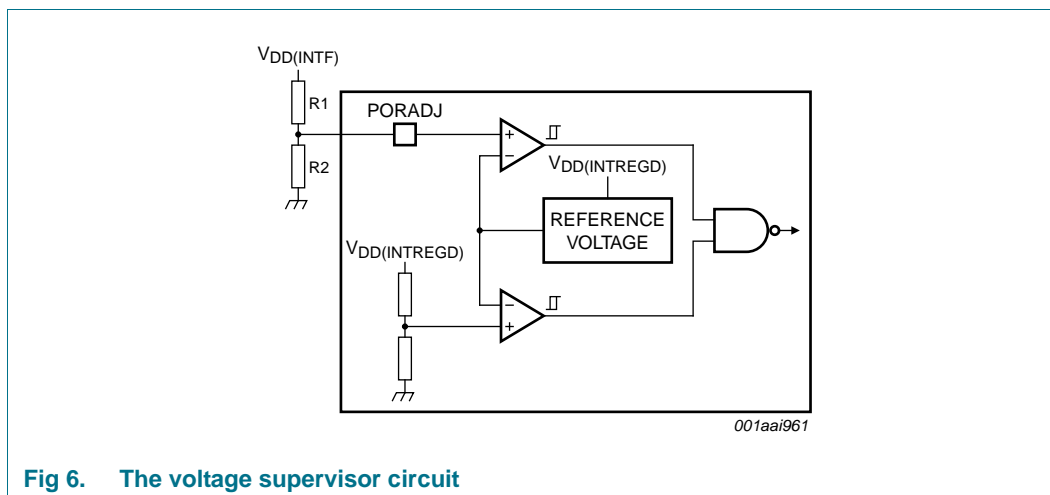 VDD(INTF)
R1
PORADJ
+
−
R2
VDD(INTREGD)
REFERENCE
VOLTAGE
VDD(INTREGD)
−
+
001aai961
Fig 6. The voltage supervisor circuit